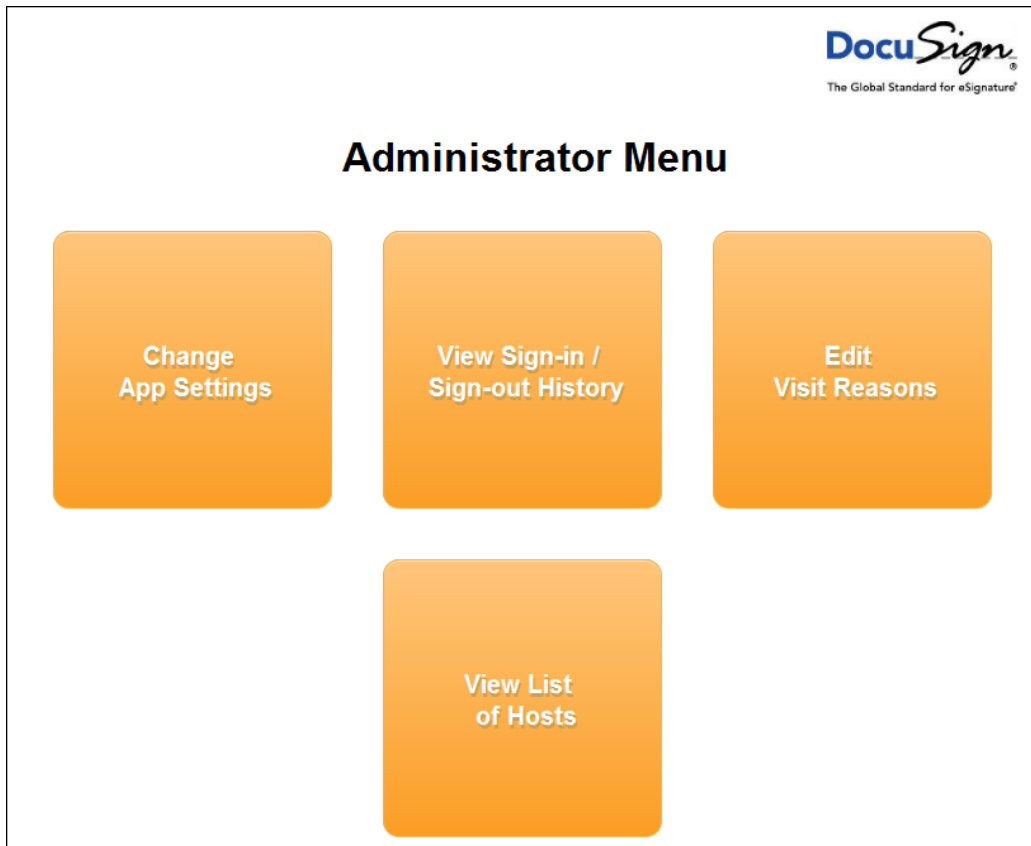 DocuSign®
The Global Standard for eSignature®
Administrator Menu
Change
App Settings
View Sign-in /
Sign-out History
Edit
Visit Reasons
View List
of Hosts